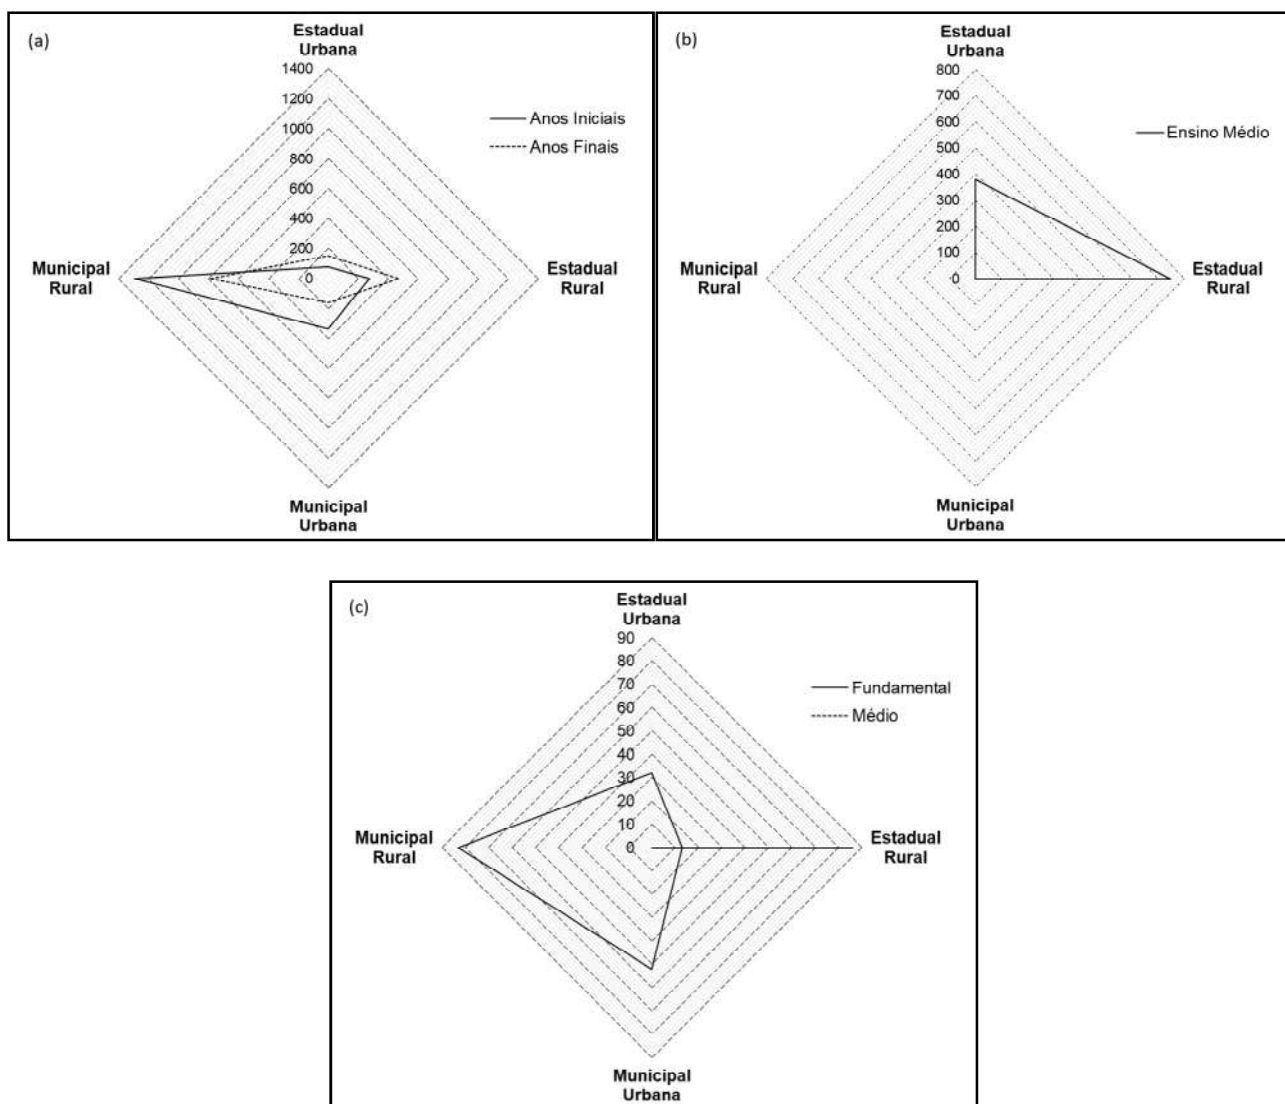 (a)
Estadual
Urbana
1400
1200
1000
800
600
400
200
0
Anos Iniciais
Anos Finais
Municipal
Rural
Estadual
Rural
Municipal
Urbana
(b)
Estadual
Urbana
800
700
600
500
400
300
200
100
0
Ensino Médio
Municipal
Rural
Estadual
Rural
Municipal
Urbana
(c)
Estadual
Urbana
90
80
70
60
50
40
30
20
10
0
Fundamental
Médio
Municipal
Rural
Estadual
Rural
Municipal
Urbana